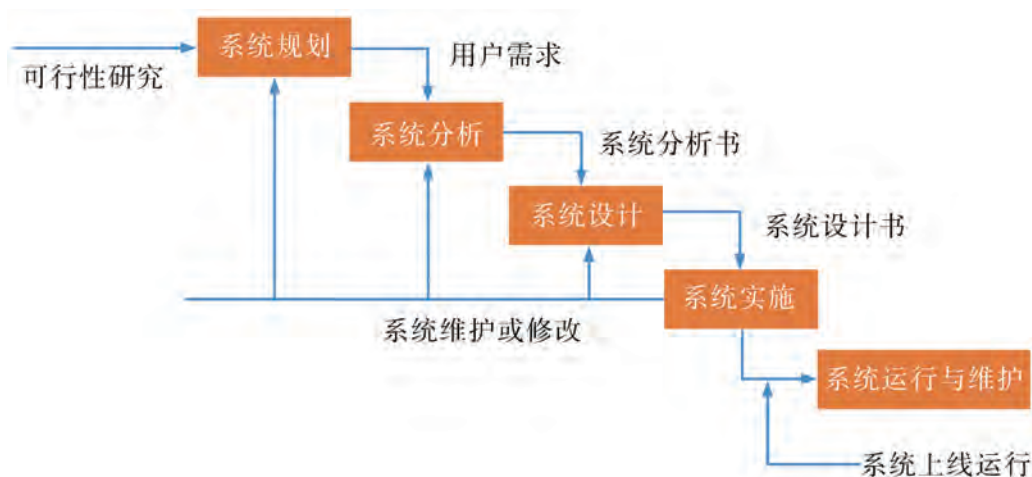 系统规划
可行性研究
用户需求
系统分析
系统分析书
系统设计
系统设计书
系统实施
系统维护或修改
系统运行与维护
系统上线运行